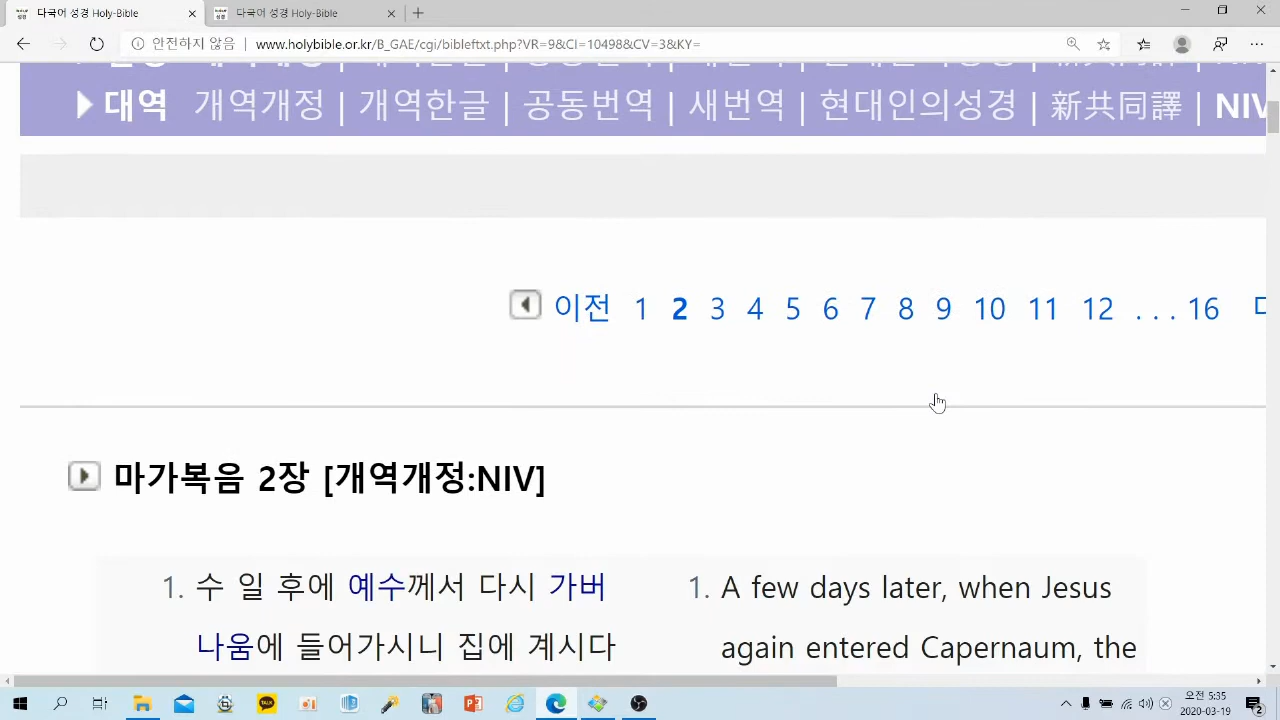 다국어 성경 Holy-Bible
다국어 성경 Holy-Bible
안전하지 않음 | www.holybible.or.kr/B_GAE/cgi/bibleftxt.php?VR=9&CI=10498&CV=3&KY=
대역 개역개정 | 개역한글 | 공동번역 | 새번역 | 현대인의성경 | 新共同譯 | NIV
이전 1 2 3 4 5 6 7 8 9 10 11 12 . . . 16
마가복음 2장 [개역개정:NIV]
1. 수 일 후에 예수께서 다시 가버
나움에 들어가시니 집에 계시다
1. A few days later, when Jesus
again entered Capernaum, the
오전 5:35
2020-03-19